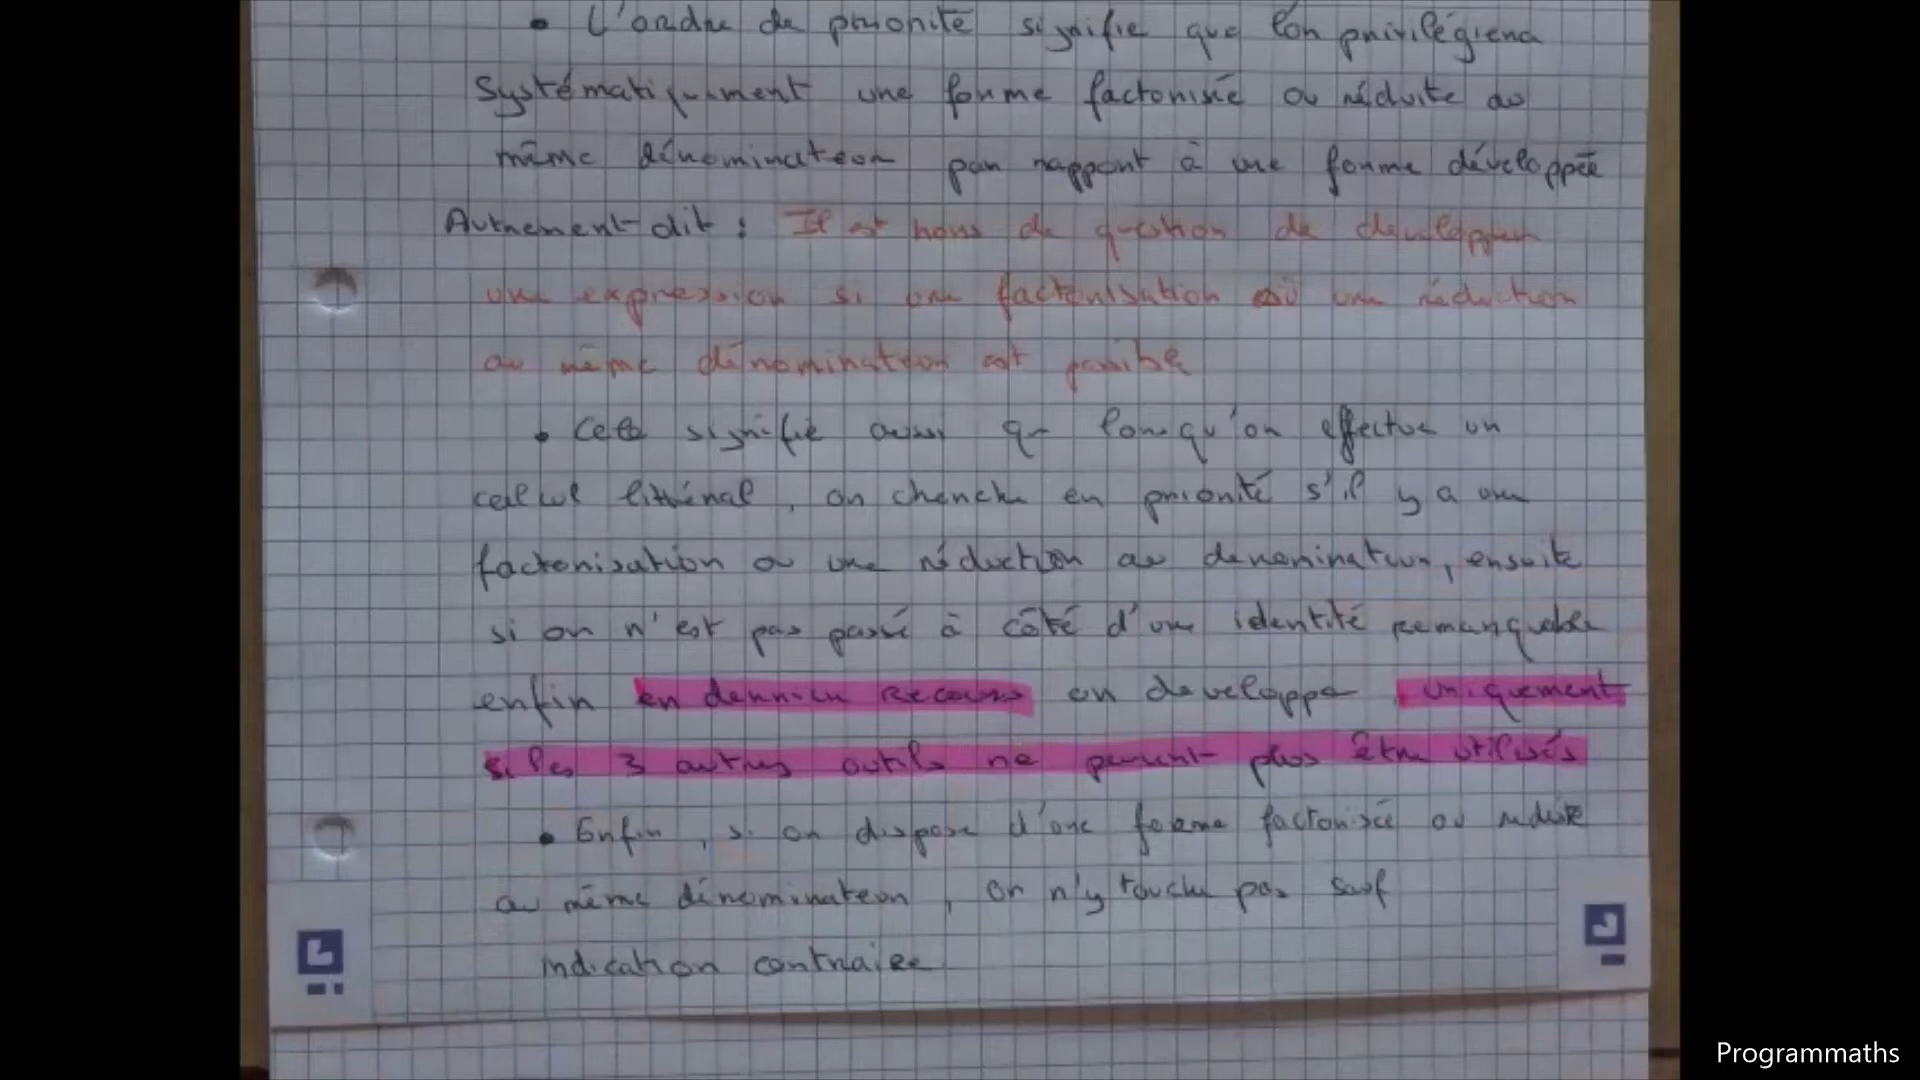 • L'ordre de priorité signifie que l'on privilégiera
Systématiquement une forme factorisée ou réduite au
même dénominateur par rapport à une forme développée
Autrement dit : Il est hors de question de développer
une expression si une factorisation où une réduction
au même dénominateur est possible
• Cela signifie aussi que lorsqu'on effectue un
calcul littéral, on cherche en priorité s'il y a une
factorisation ou une réduction au denominateur, ensuite
si on n'est pas passé à côté d'une identité remarquable
enfin en dernier recours on developpe uniquement
si les 3 autres outils ne peuvent plus être utilisés
• Enfin, si on dispose d'une forme factorisée ou réduite
au même dénominateur, on n'y touche pas sauf
indication contraire
Programmaths